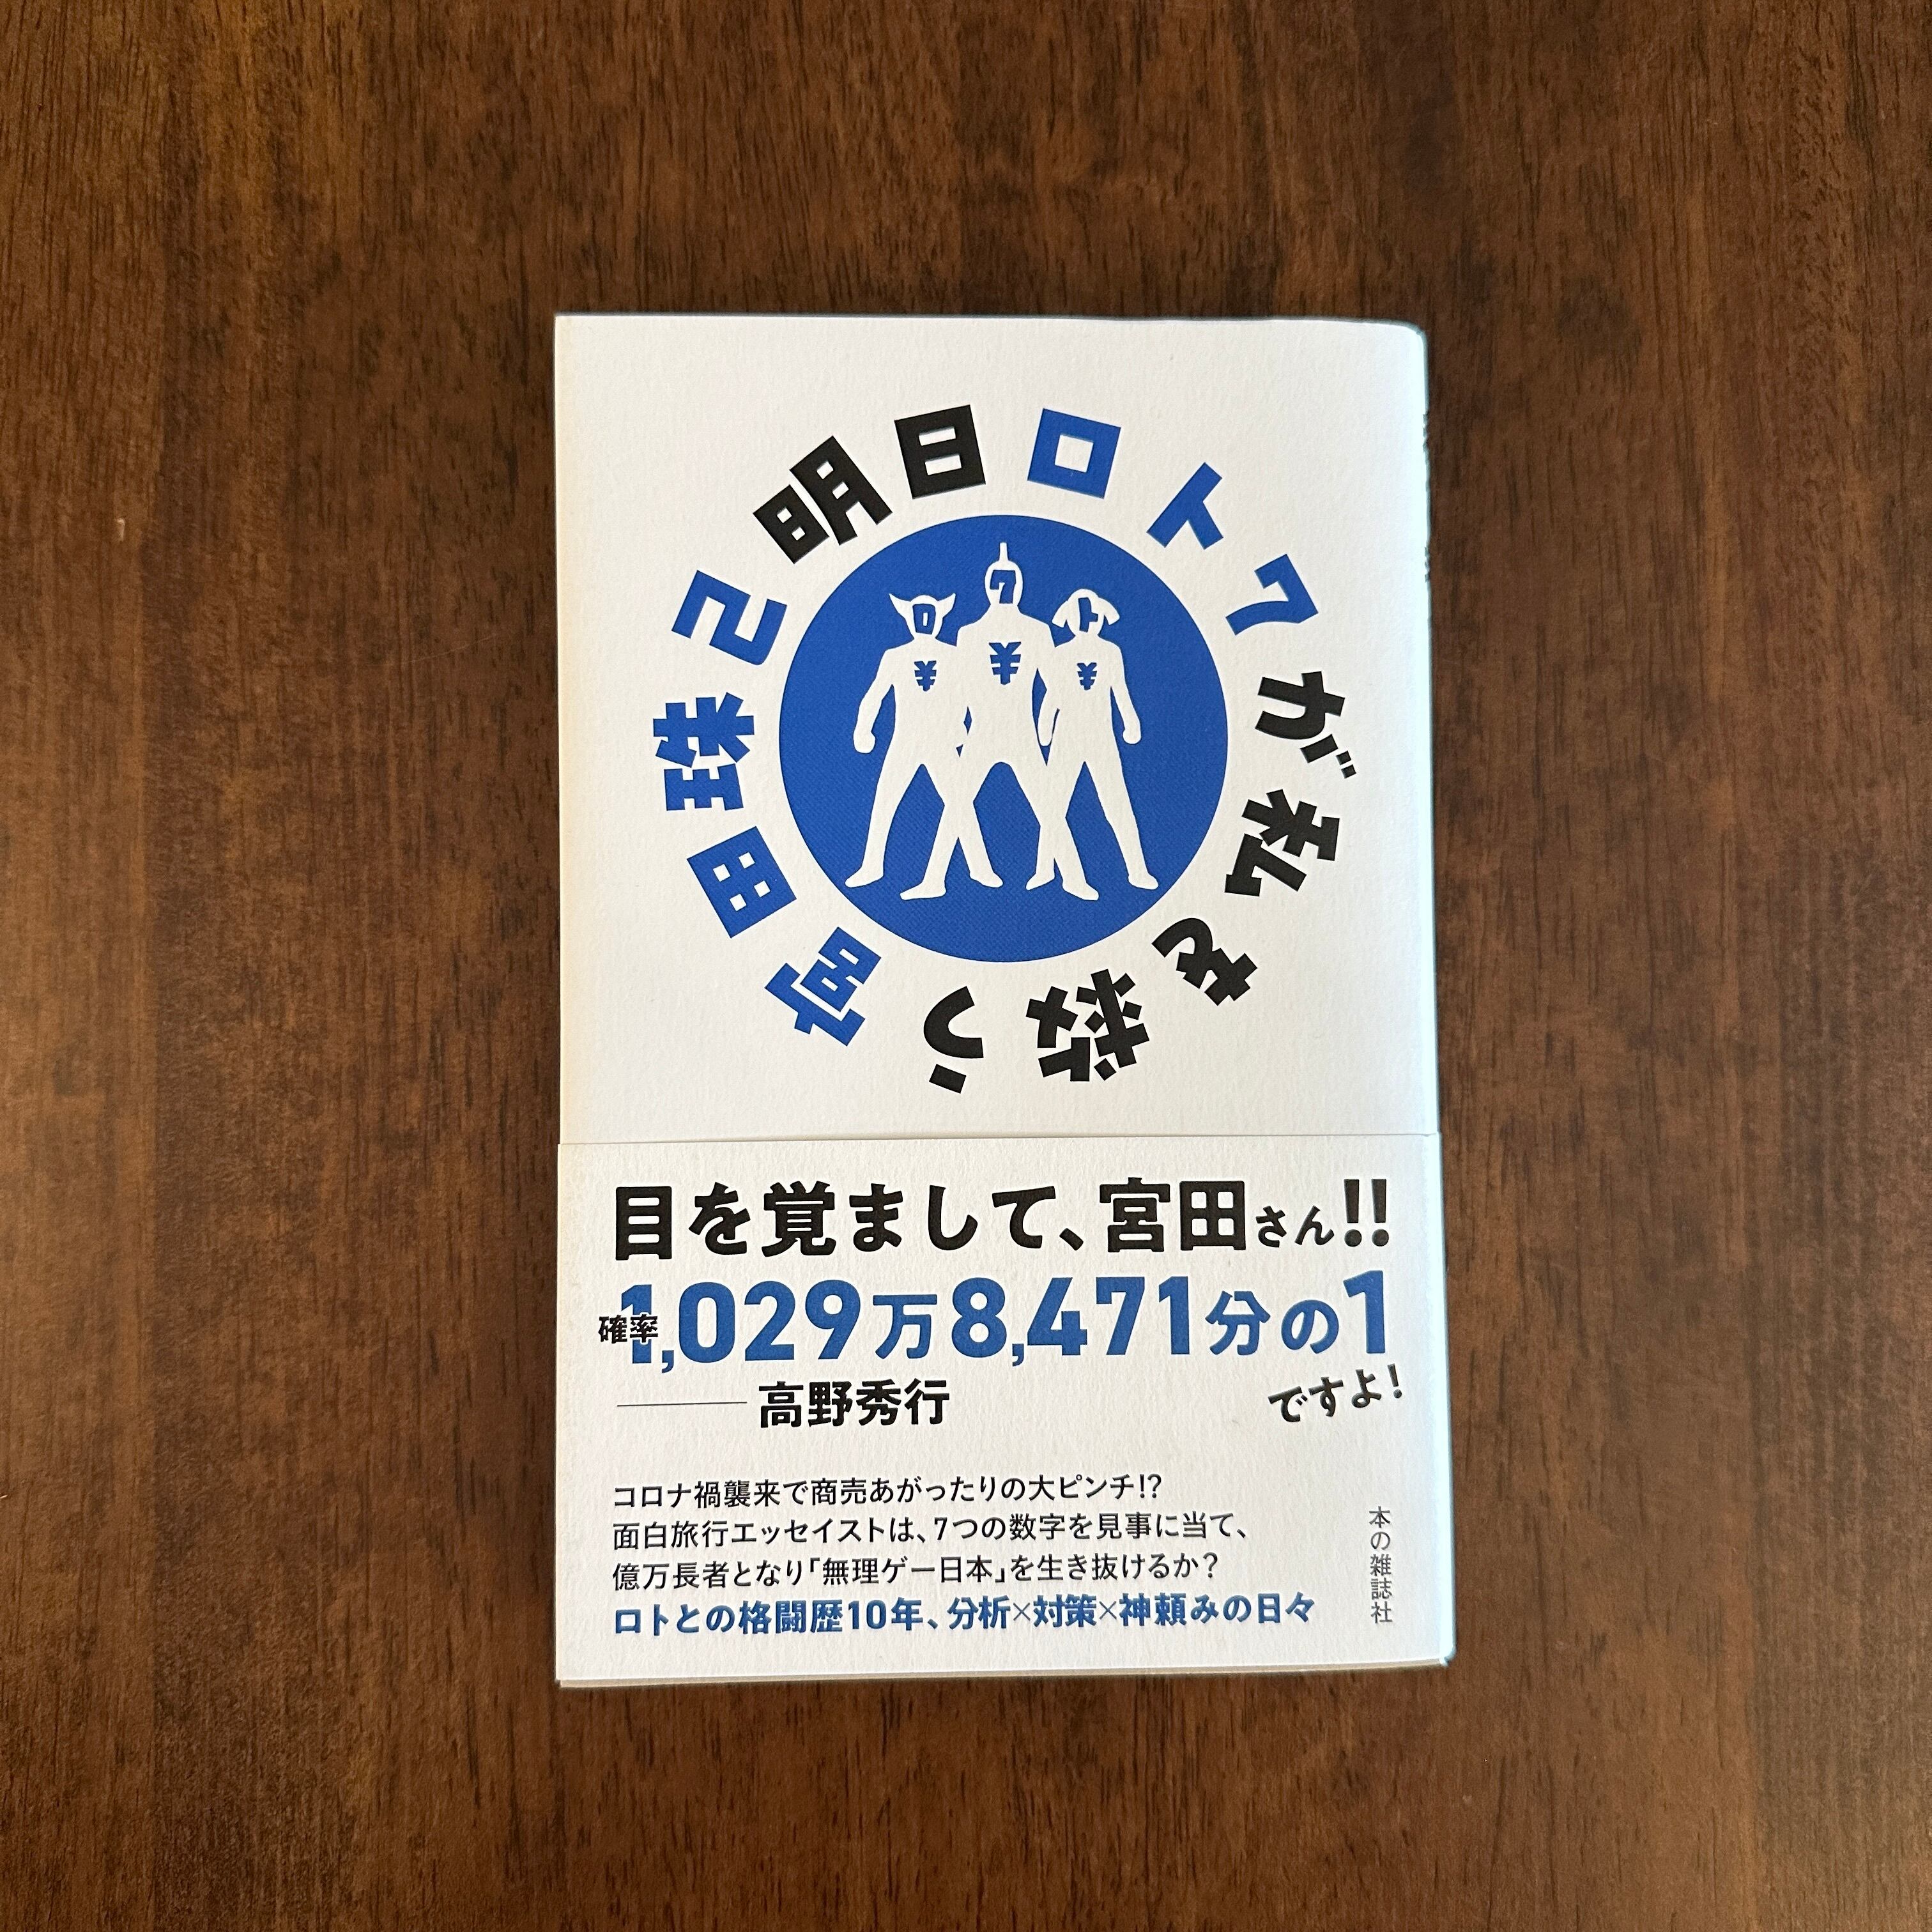 明日ロト7が私を救う
宮田珠己
ロ
7
ト
¥
¥
¥
目を覚まして、宮田さん!!
確率1,029万8,471分の1
ですよ!
――高野秀行
コロナ禍襲来で商売あがったりの大ピンチ!?
面白旅行エッセイストは、7つの数字を見事に当て、
億万長者となり「無理ゲー日本」を生き抜けるか?
ロトとの格闘歴10年、分析×対策×神頼みの日々
本の雑誌社